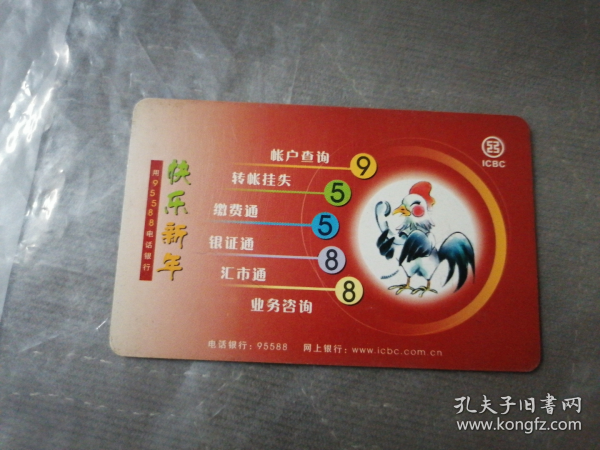 用95588电话银行
快乐新年
帐户查询
9
转帐挂失
5
缴费通
5
银证通
8
汇市通
8
业务咨询
ICBC
电话银行:95588 网上银行:www.icbc.com.cn
孔夫子旧书网
www.kongfz.com